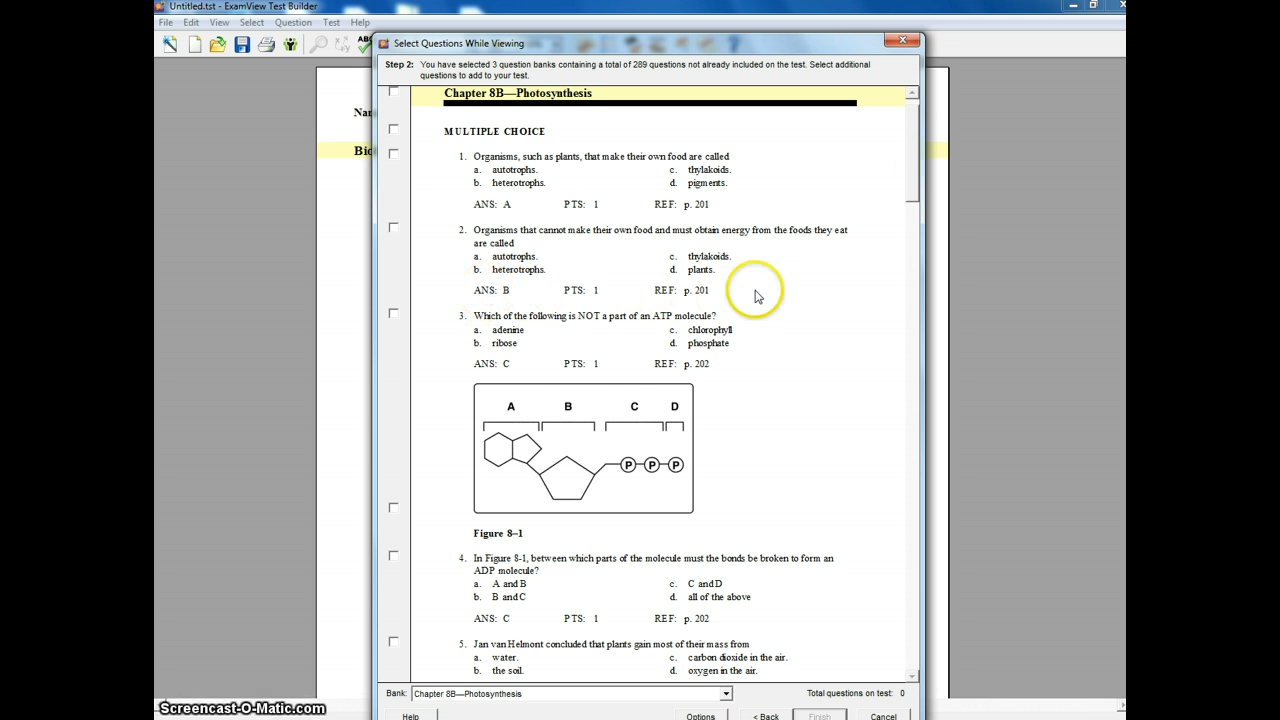 Untitled.tst - ExamView Test Builder
File Edit View Select Question Test Help
Select Questions While Viewing
Step 2: You have selected 3 question banks containing a total of 289 questions not already included on the test. Select additional
questions to add to your test.
Chapter 8B—Photosynthesis
MULTIPLE CHOICE
1. Organisms, such as plants, that make their own food are called
a. autotrophs. c. thylakoids.
b. heterotrophs. d. pigments.
ANS: A PTS: 1 REF: p. 201
2. Organisms that cannot make their own food and must obtain energy from the foods they eat
are called
a. autotrophs. c. thylakoids.
b. heterotrophs. d. plants.
ANS: B PTS: 1 REF: p. 201
3. Which of the following is NOT a part of an ATP molecule?
a. adenine c. chlorophyll
b. ribose d. phosphate
ANS: C PTS: 1 REF: p. 202
A B C D
P P P
Figure 8–1
4. In Figure 8-1, between which parts of the molecule must the bonds be broken to form an
ADP molecule?
a. A and B c. C and D
b. B and C d. all of the above
ANS: C PTS: 1 REF: p. 202
5. Jan van Helmont concluded that plants gain most of their mass from
a. water. c. carbon dioxide in the air.
b. the soil. d. oxygen in the air.
Bank: Chapter 8B—Photosynthesis Total questions on test: 0
Help Options < Back Finish Cancel
Screencast-O-Matic.com